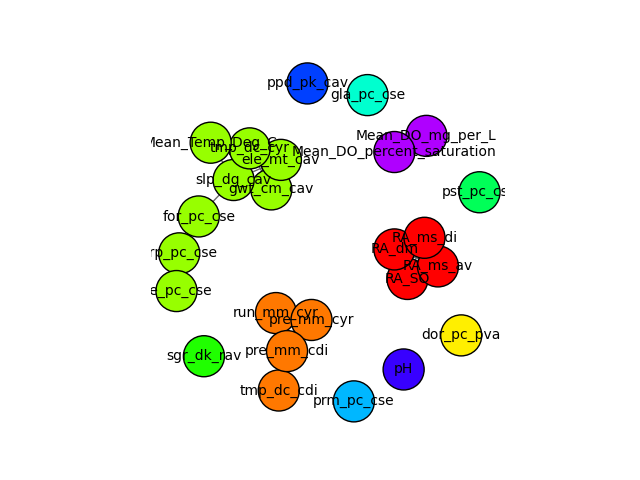 ppd_pk_cav
gla_pc_cse
Mean_DO_mg_per_L
Mean_DO_percent_saturation
Mean_Temp_Deg_C
tmp_dc_cyr
ele_mt_cav
slp_dg_cav
gwt_cm_cav
pst_pc_cs
for_pc_cse
rp_pc_cse
e_pc_cse
RA_ms_di
RA_dm
RA_ms_av
RA_SO
run_mm_cyr
pre_mm_cyr
dor_pc_pva
pre_mm_cdi
sgr_dk_rav
pH
tmp_dc_cdi
prm_pc_cse